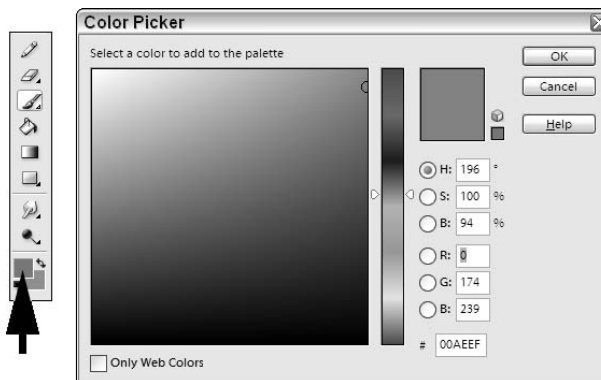 Color Picker
Select a color to add to the palette
OK
Cancel
Help
H: 196 °
S: 100 %
B: 94 %
R: 0
G: 174
B: 239
# 00AEEF
Only Web Colors